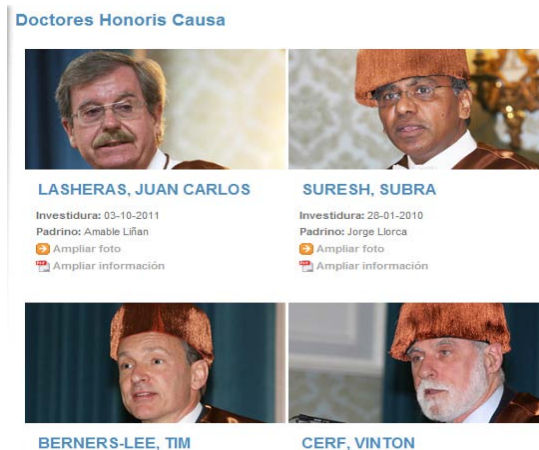 Doctores Honoris Causa
LASHERAS, JUAN CARLOS
Investidura: 03-10-2011
Padrino: Amable Liñan
Ampliar foto
Ampliar información
SURESH, SUBRA
Investidura: 28-01-2010
Padrino: Jorge Llorca
Ampliar foto
Ampliar información
BERNERS-LEE, TIM
CERF, VINTON